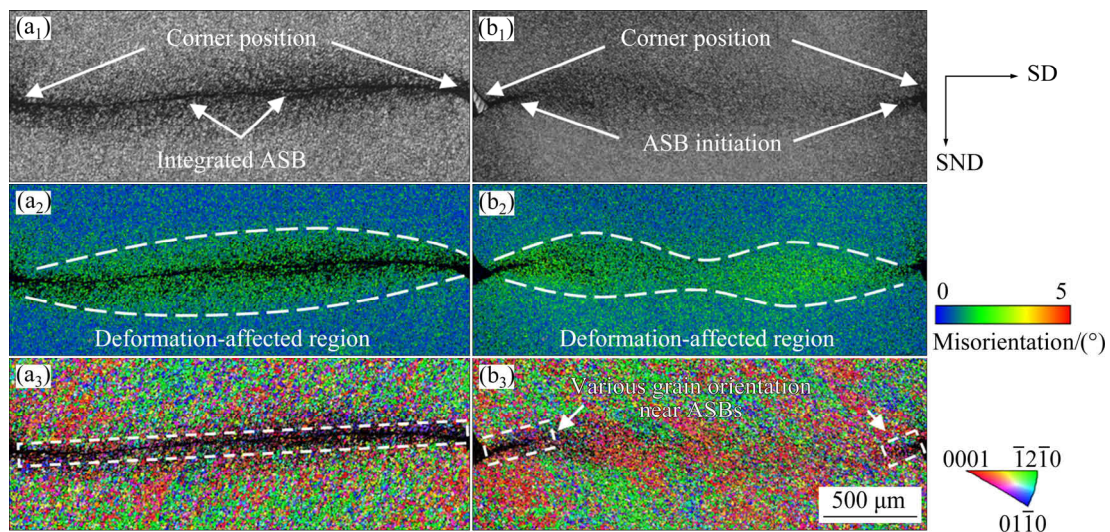 (a₁)
Corner position
Integrated ASB
(b₁)
Corner position
ASB initiation
SD
SND
(a₂)
Deformation-affected region
(b₂)
Deformation-affected region
0 5
Misorientation/(°)
(a₃)
(b₃)
Various grain orientation
near ASBs
500 μm
0001 1̅21̅0
011̅0